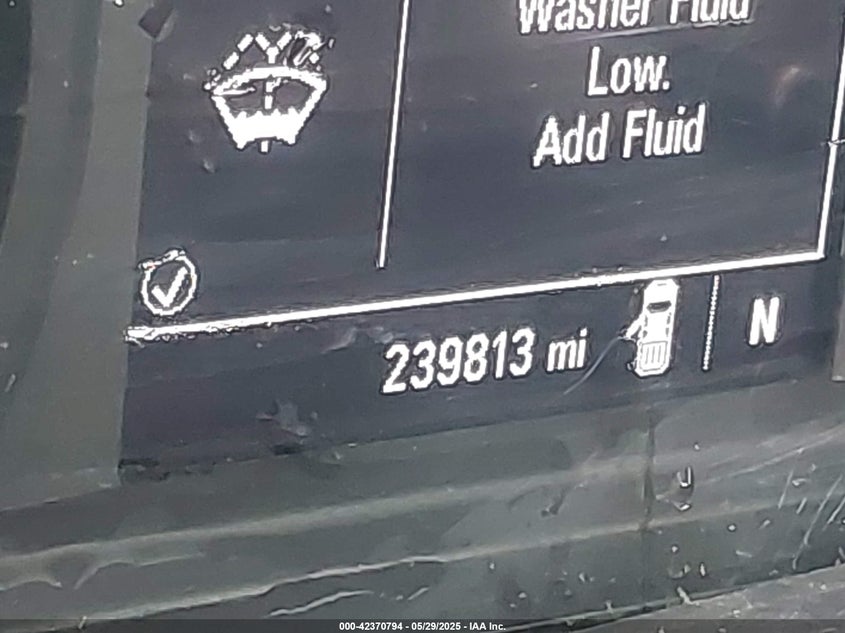 Washer Fluid
Low.
Add Fluid
239813 mi
N
000-42370794 - 05/29/2025 - IAA Inc.